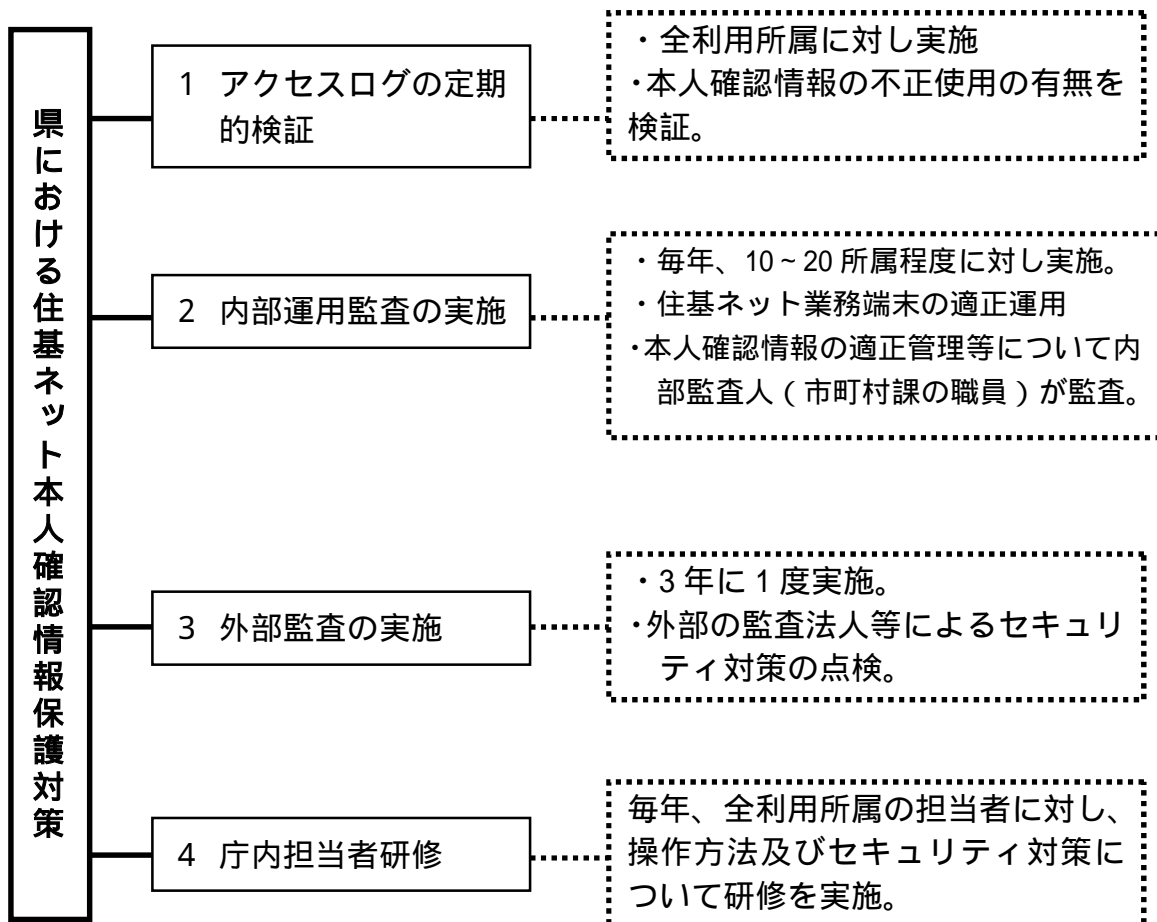 県における住基ネット本人確認情報保護対策
1 アクセスログの定期
的検証
・全利用所属に対し実施
・本人確認情報の不正使用の有無を
検証。
2 内部運用監査の実施
・毎年、10~20 所属程度に対し実施。
・住基ネット業務端末の適正運用
・本人確認情報の適正管理等について内
部監査人(市町村課の職員)が監査。
3 外部監査の実施
・3 年に 1 度実施。
・外部の監査法人等によるセキュリ
ティ対策の点検。
4 庁内担当者研修
毎年、全利用所属の担当者に対し、
操作方法及びセキュリティ対策に
ついて研修を実施。